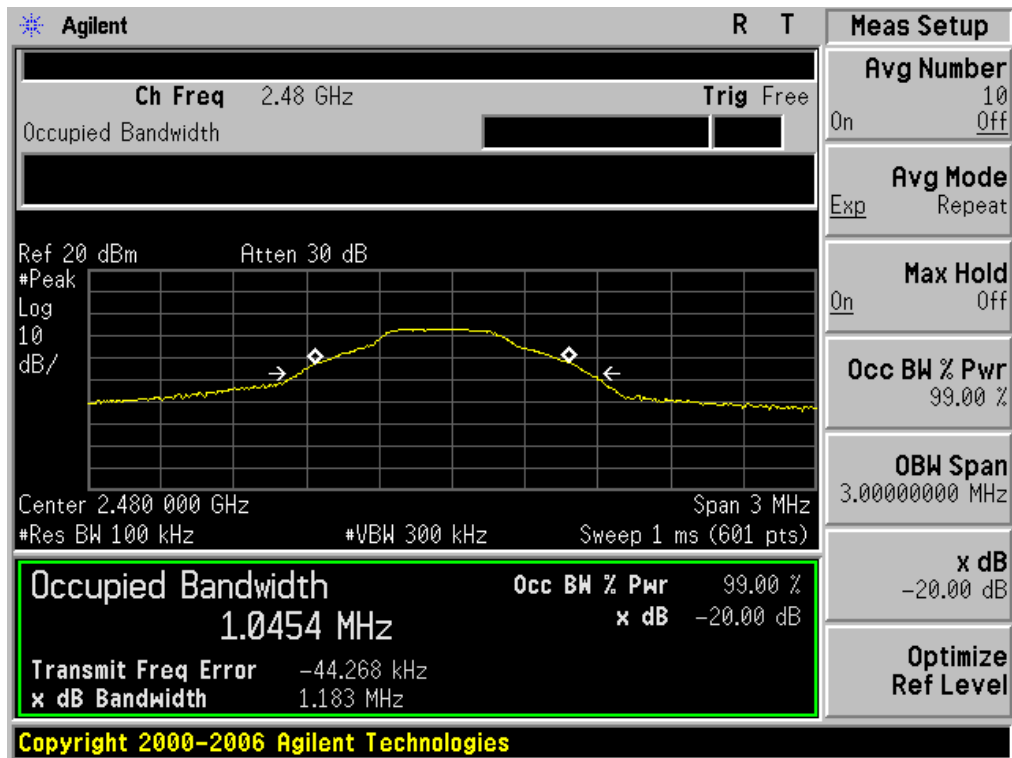 Agilent R T
Ch Freq 2.48 GHz Trig Free
Occupied Bandwidth
Ref 20 dBm Atten 30 dB
#Peak
Log
10
dB/
Center 2.480 000 GHz Span 3 MHz
#Res BW 100 kHz #VBW 300 kHz Sweep 1 ms (601 pts)
Occupied Bandwidth Occ BW % Pwr 99.00 %
1.0454 MHz x dB -20.00 dB
Transmit Freq Error -44.268 kHz
x dB Bandwidth 1.183 MHz
Copyright 2000-2006 Agilent Technologies
Meas Setup
Avg Number
10
On Off
Avg Mode
Exp Repeat
Max Hold
On Off
Occ BW % Pwr
99.00 %
OBW Span
3.00000000 MHz
x dB
-20.00 dB
Optimize
Ref Level